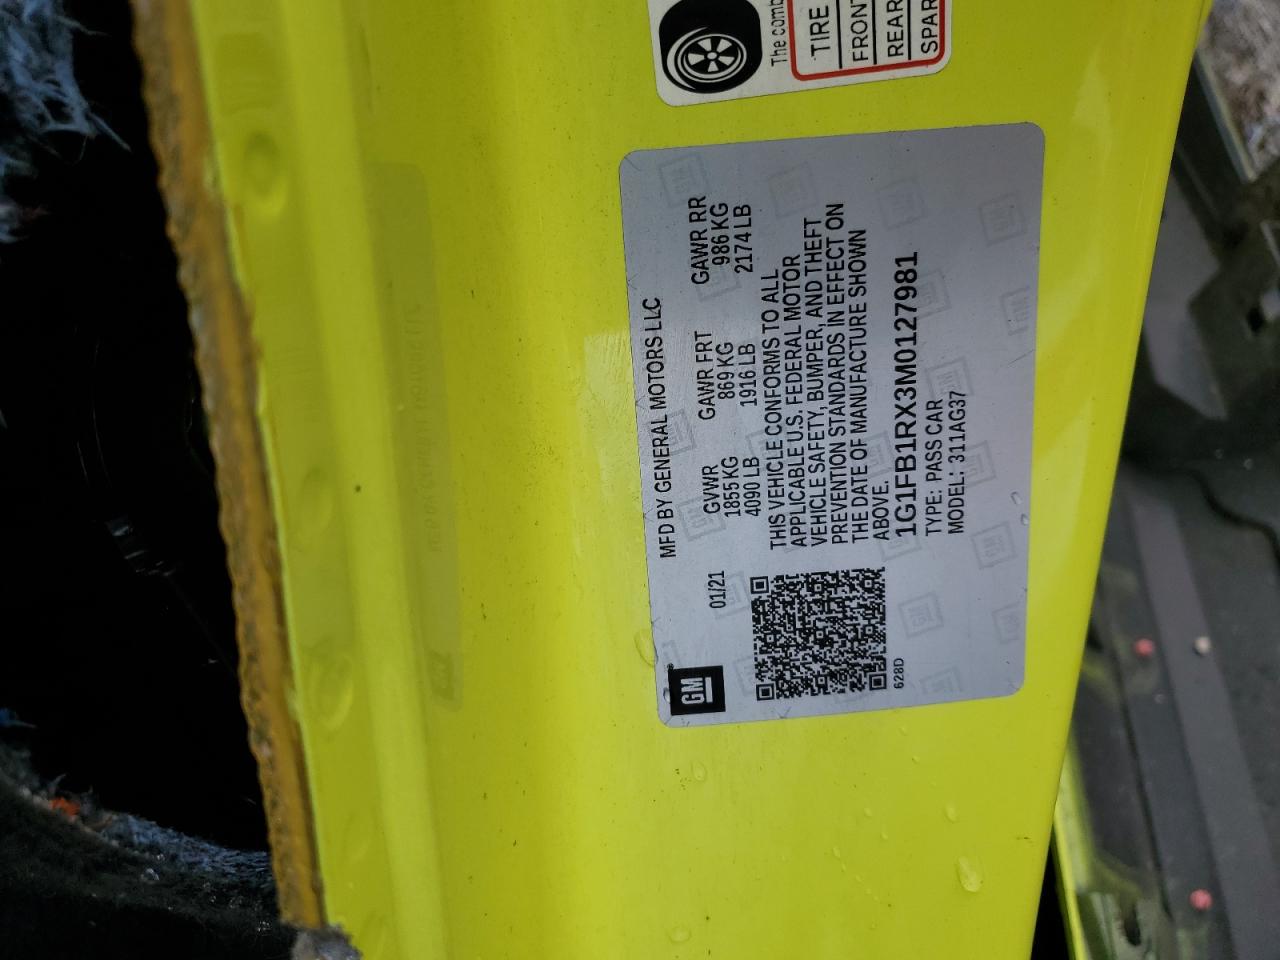 The comb
TIRE
FRONT
REAR
SPAR
MFD BY GENERAL MOTORS LLC
01/21
GVWR GAWR FRT GAWR RR
1855 KG 869 KG 986 KG
4090 LB 1916 LB 2174 LB
THIS VEHICLE CONFORMS TO ALL
APPLICABLE U.S. FEDERAL MOTOR
VEHICLE SAFETY, BUMPER, AND THEFT
PREVENTION STANDARDS IN EFFECT ON
THE DATE OF MANUFACTURE SHOWN
ABOVE.
1G1FB1RX3M0127981
TYPE: PASS CAR
MODEL: 311AG37
GM
628D